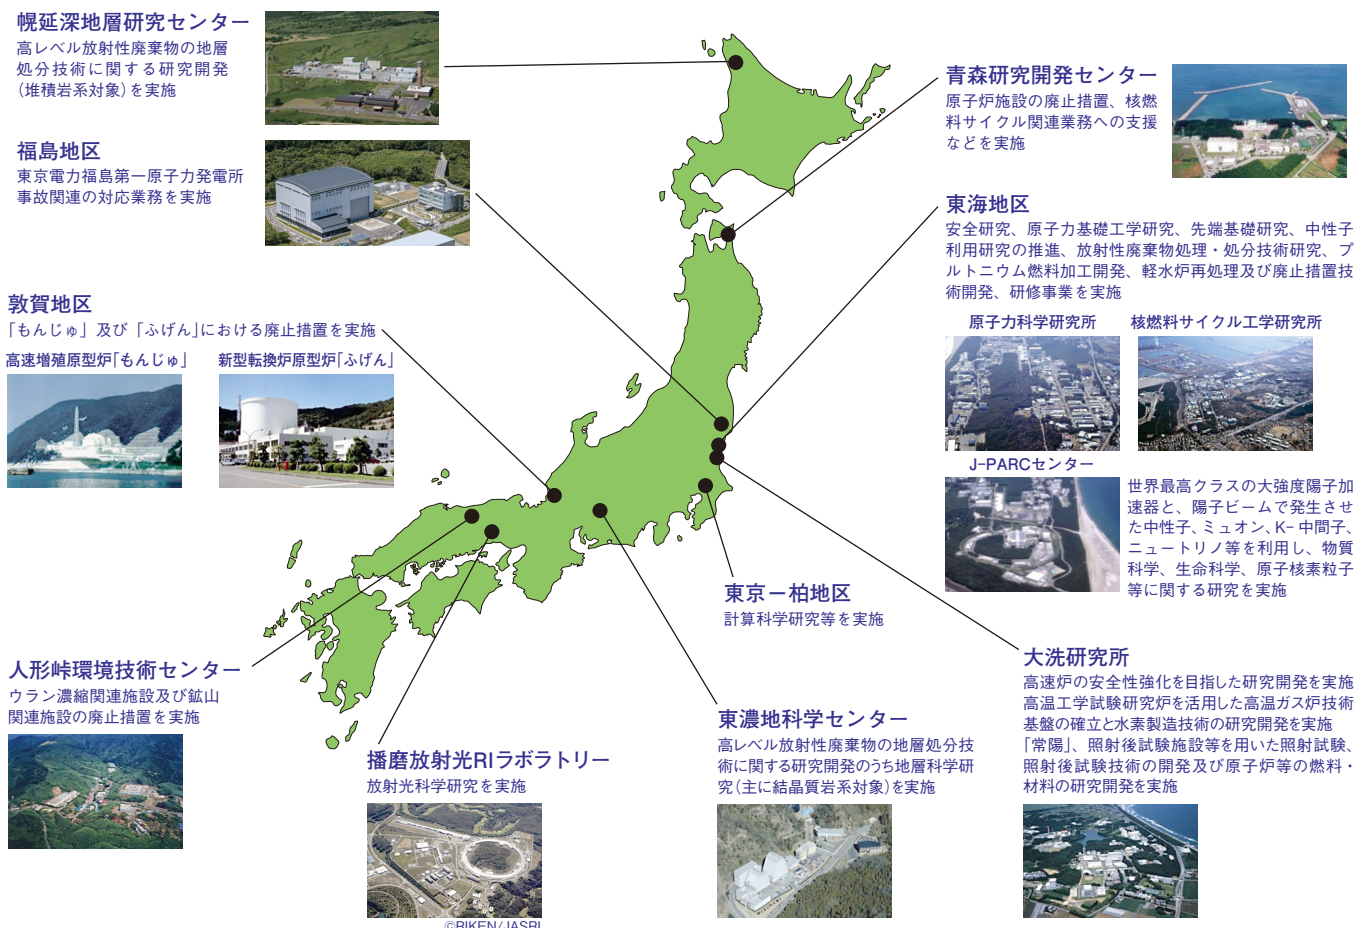 幌延深地層研究センター
高レベル放射性廃棄物の地層
処分技術に関する研究開発
（堆積岩系対象）を実施
福島地区
東京電力福島第一原子力発電所
事故関連の対応業務を実施
敦賀地区
「もんじゅ」及び「ふげん」における廃止措置を実施
高速増殖原型炉「もんじゅ」
新型転換炉原型炉「ふげん」
青森研究開発センター
原子炉施設の廃止措置、核燃
料サイクル関連業務への支援
などを実施
東海地区
安全研究、原子力基礎工学研究、先端基礎研究、中性子
利用研究の推進、放射性廃棄物処理・処分技術研究、プ
ルトニウム燃料加工開発、軽水炉再処理及び廃止措置技
術開発、研修事業を実施
原子力科学研究所
核燃料サイクル工学研究所
J-PARCセンター
世界最高クラスの大強度陽子加
速器と、陽子ビームで発生させ
た中性子、ミュオン、K− 中間子、
ニュートリノ等を利用し、物質
科学、生命科学、原子核素粒子
等に関する研究を実施
東京－柏地区
計算科学研究等を実施
人形峠環境技術センター
ウラン濃縮関連施設及び鉱山
関連施設の廃止措置を実施
播磨放射光RIラボラトリー
放射光科学研究を実施
©RIKEN/JASRI
東濃地科学センター
高レベル放射性廃棄物の地層処分技
術に関する研究開発のうち地層科学研
究（主に結晶質岩系対象）を実施
大洗研究所
高速炉の安全性強化を目指した研究開発を実施
高温工学試験研究炉を活用した高温ガス炉技術
基盤の確立と水素製造技術の研究開発を実施
「常陽」、照射後試験施設等を用いた照射試験、
照射後試験技術の開発及び原子炉等の燃料・
材料の研究開発を実施